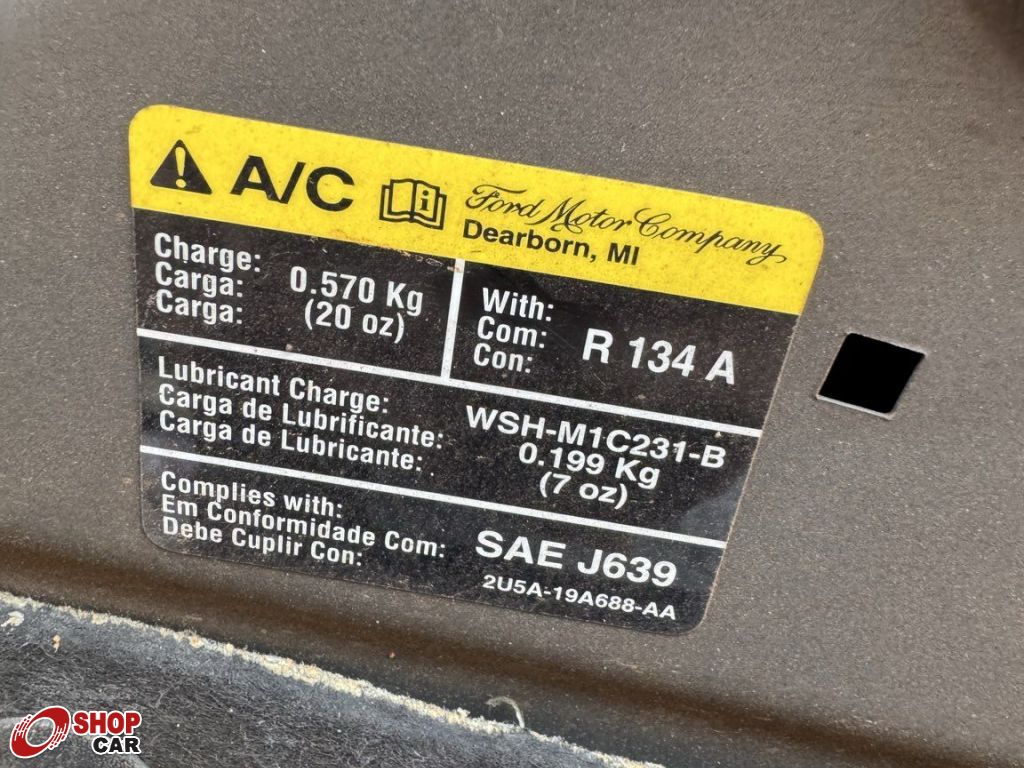 A/C
Ford Motor Company
Dearborn, MI
Charge:
Carga:
Carga:
0.570 Kg
(20 oz)
With:
Com:
Con:
R 134 A
Lubricant Charge:
Carga de Lubrificante:
Carga de Lubricante:
WSH-M1C231-B
0.199 Kg
(7 oz)
Complies with:
Em Conformidade Com:
Debe Cuplir Con:
SAE J639
2U5A-19A688-AA
SHOP
CAR